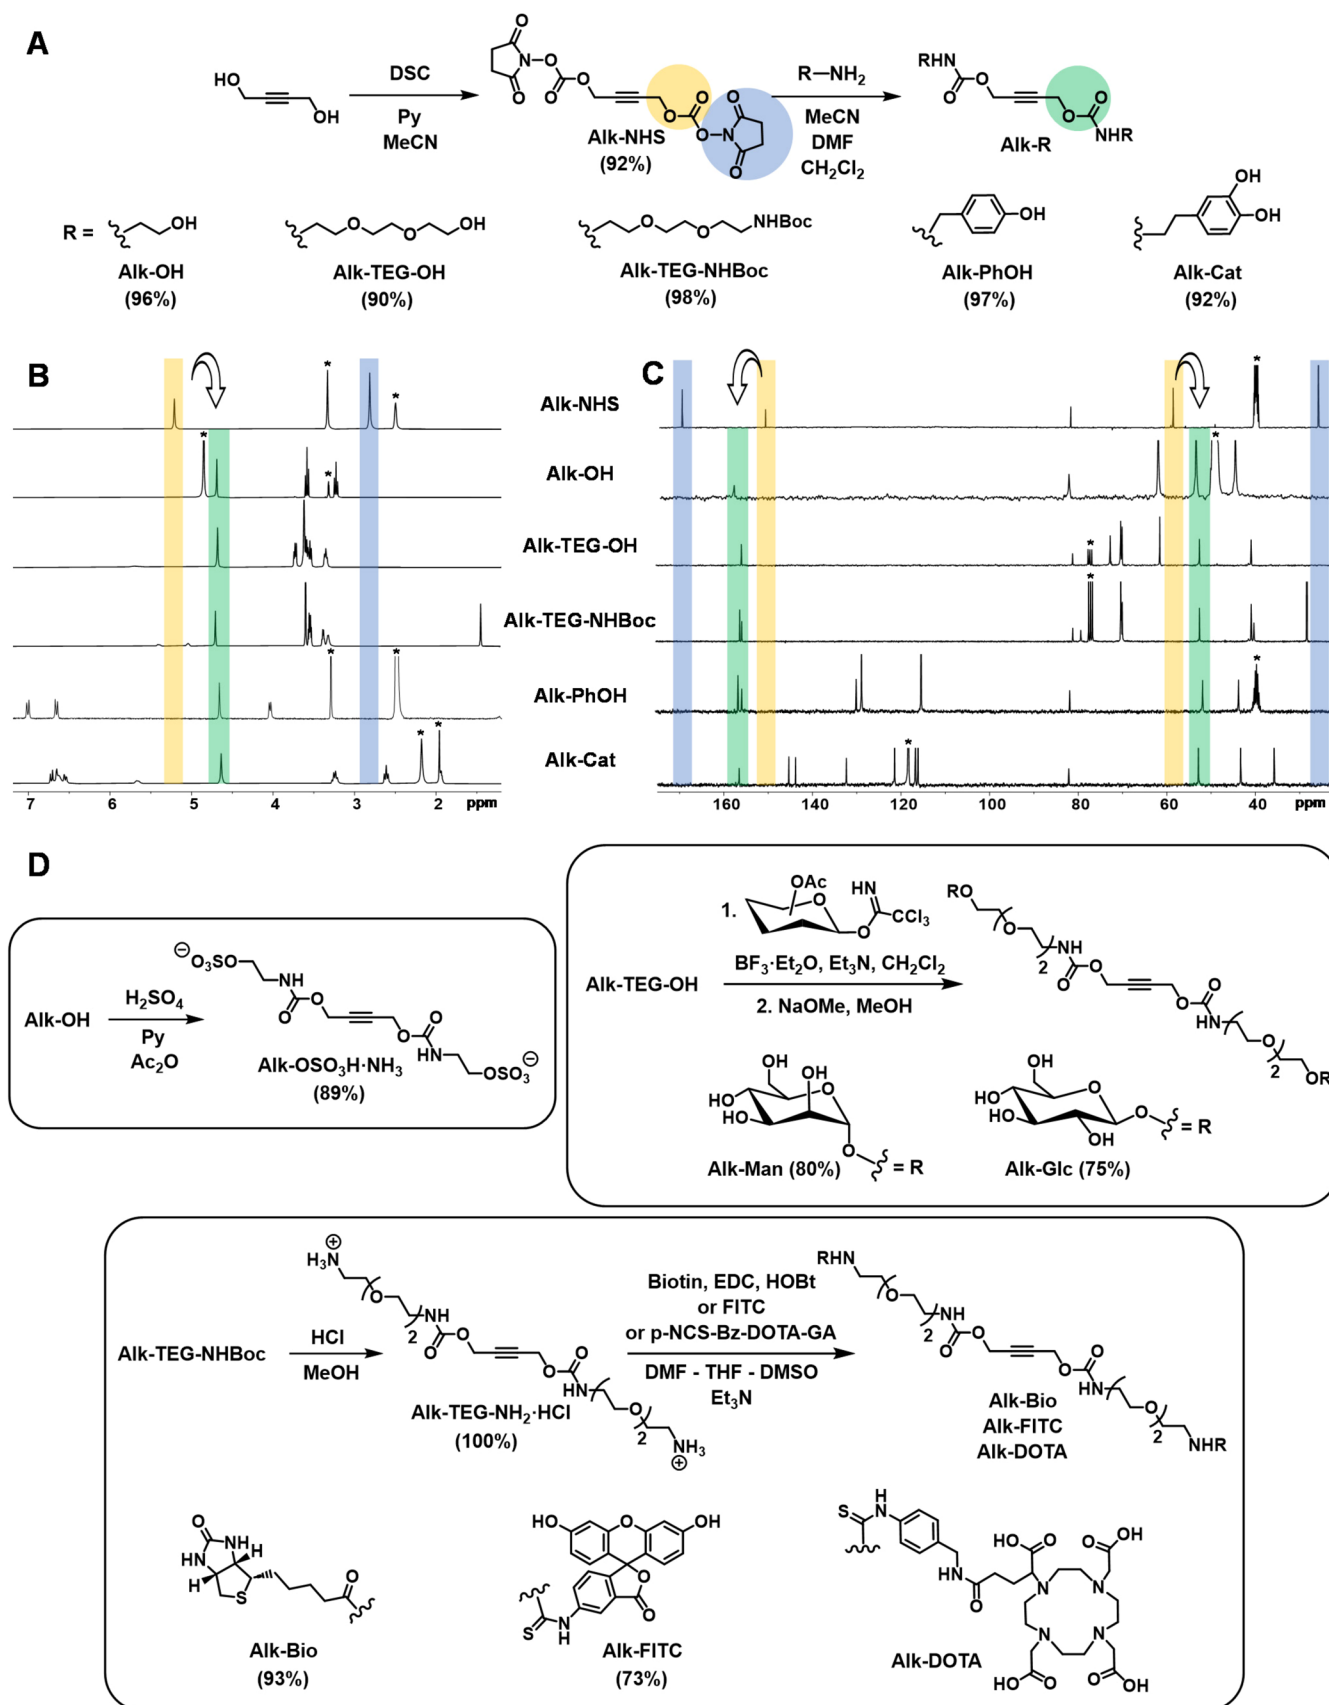 A
HO
OH
DSC
Py
MeCN
O
N
O
O
O
O
O
O
O
N
O
O
Alk-NHS
(92%)
R—NH₂
MeCN
DMF
CH₂Cl₂
RHN
O
O
O
O
NHR
Alk-R
R =
OH
Alk-OH
(96%)
O
O
OH
Alk-TEG-OH
(90%)
O
O
NHBoc
Alk-TEG-NHBoc
(98%)
OH
Alk-PhOH
(97%)
HO
OH
OH
Alk-Cat
(92%)
B
C
*
*
*
*
*
*
*
*
*
*
*
*
*
*
Alk-NHS
Alk-OH
Alk-TEG-OH
Alk-TEG-NHBoc
Alk-PhOH
Alk-Cat
7 6 5 4 3 2 ppm
160 140 120 100 80 60 40 ppm
D
Alk-OH
H₂SO₄
Py
Ac₂O
⊖
O₃SO
NH
O
O
O
O
NH
OSO₃
⊖
Alk-OSO₃H·NH₃
(89%)
Alk-TEG-OH
1.
OAc
O
HN
O
CCl₃
BF₃·Et₂O, Et₃N, CH₂Cl₂
2. NaOMe, MeOH
RO
O
2
NH
O
O
O
O
NH
O
2
OR
HO
OH
O
HO
HO
O
= R
Alk-Man (80%)
OH
HO
HO
O
OH
O
= R
Alk-Glc (75%)
Alk-TEG-NHBoc
HCl
MeOH
⊕
H₃N
O
2
NH
O
O
O
O
NH
O
2
NH₃
⊕
Alk-TEG-NH₂·HCl
(100%)
Biotin, EDC, HOBt
or FITC
or p-NCS-Bz-DOTA-GA
DMF - THF - DMSO
Et₃N
RHN
O
2
NH
O
O
O
O
NH
O
2
NHR
Alk-Bio
Alk-FITC
Alk-DOTA
O
NH
HN
H
H
S
O
Alk-Bio
(93%)
HO
O
OH
O
O
S
N
H
Alk-FITC
(73%)
S
H
N
NH
O
HO
O
O
OH
N
N
N
N
HO
O
O
OH
Alk-DOTA